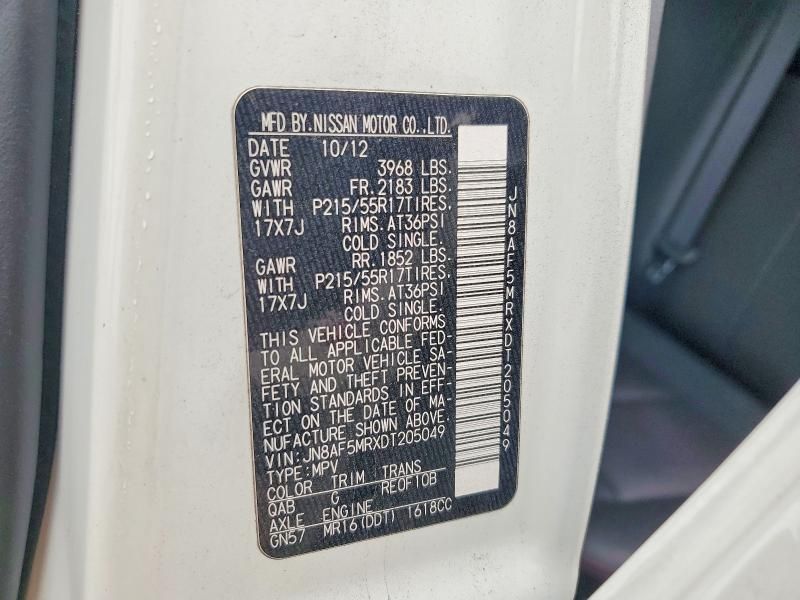 MFD BY.NISSAN MOTOR CO.,LTD.
DATE 10/12
GVWR 3968 LBS.
GAWR FR.2183 LBS.
WITH P215/55R17TIRES,
17X7J RIMS.AT36PSI
COLD SINGLE.
GAWR RR.1852 LBS.
WITH P215/55R17TIRES,
17X7J RIMS.AT36PSI
COLD SINGLE.
THIS VEHICLE CONFORMS
TO ALL APPLICABLE FED-
ERAL MOTOR VEHICLE SA-
FETY AND THEFT PREVEN-
TION STANDARDS IN EFF-
ECT ON THE DATE OF MA-
NUFACTURE SHOWN ABOVE.
VIN:JN8AF5MRXDT205049
TYPE:MPV
COLOR TRIM TRANS
QAB G RE0F10B
AXLE ENGINE
GN57 MR16(DDT) 1618CC
JN8AF5MRXDT205049